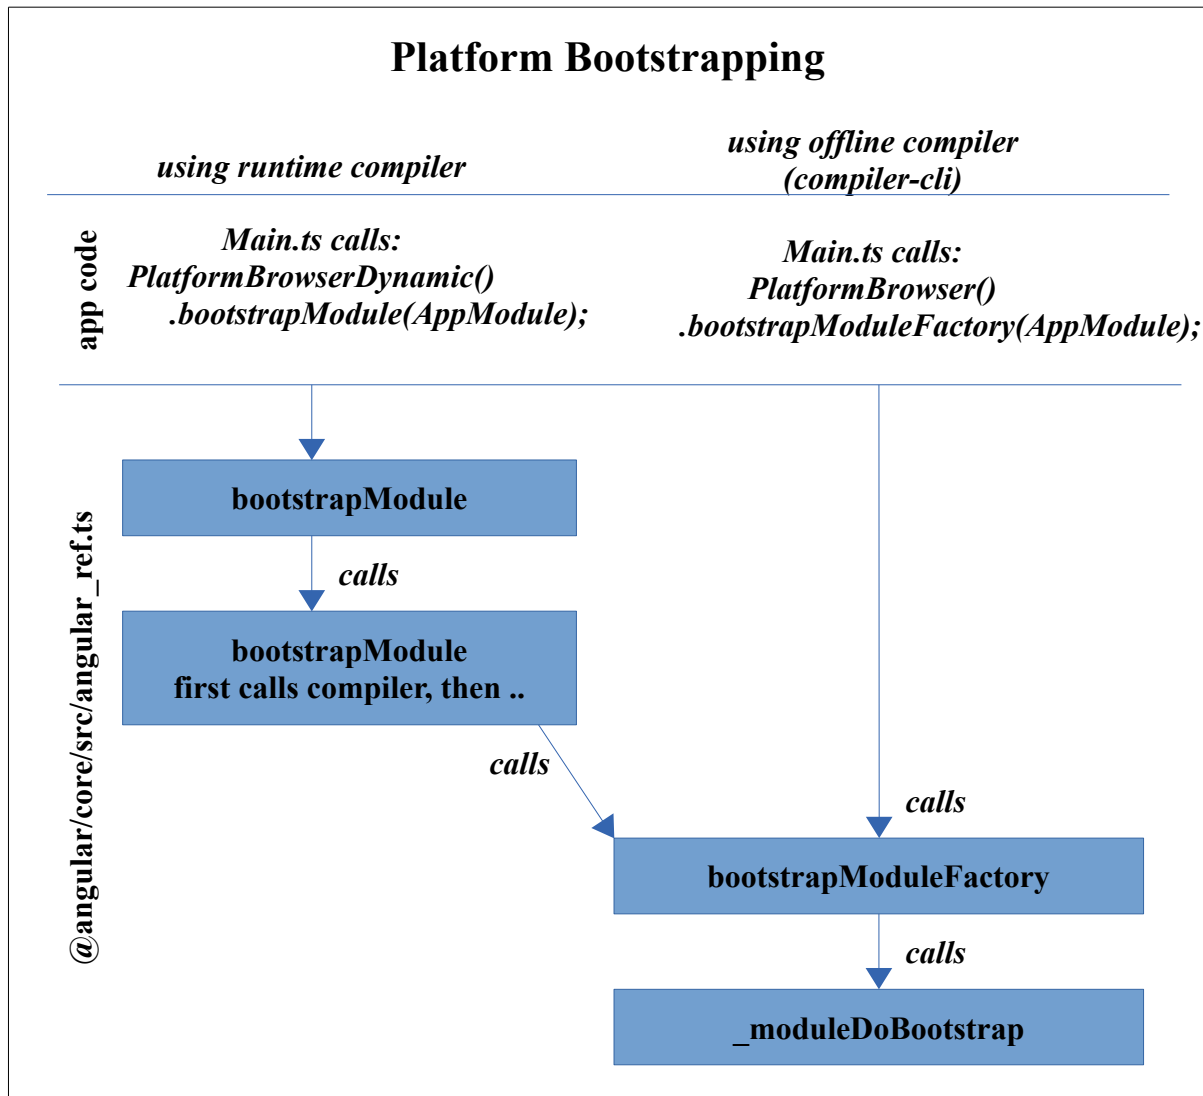 Platform Bootstrapping
using runtime compiler
using offline compiler
(compiler-cli)
app code
Main.ts calls:
PlatformBrowserDynamic()
.bootstrapModule(AppModule);
Main.ts calls:
PlatformBrowser()
.bootstrapModuleFactory(AppModule);
@angular/core/src/angular_ref.ts
bootstrapModule
calls
bootstrapModule
first calls compiler, then ..
calls
calls
bootstrapModuleFactory
calls
_moduleDoBootstrap